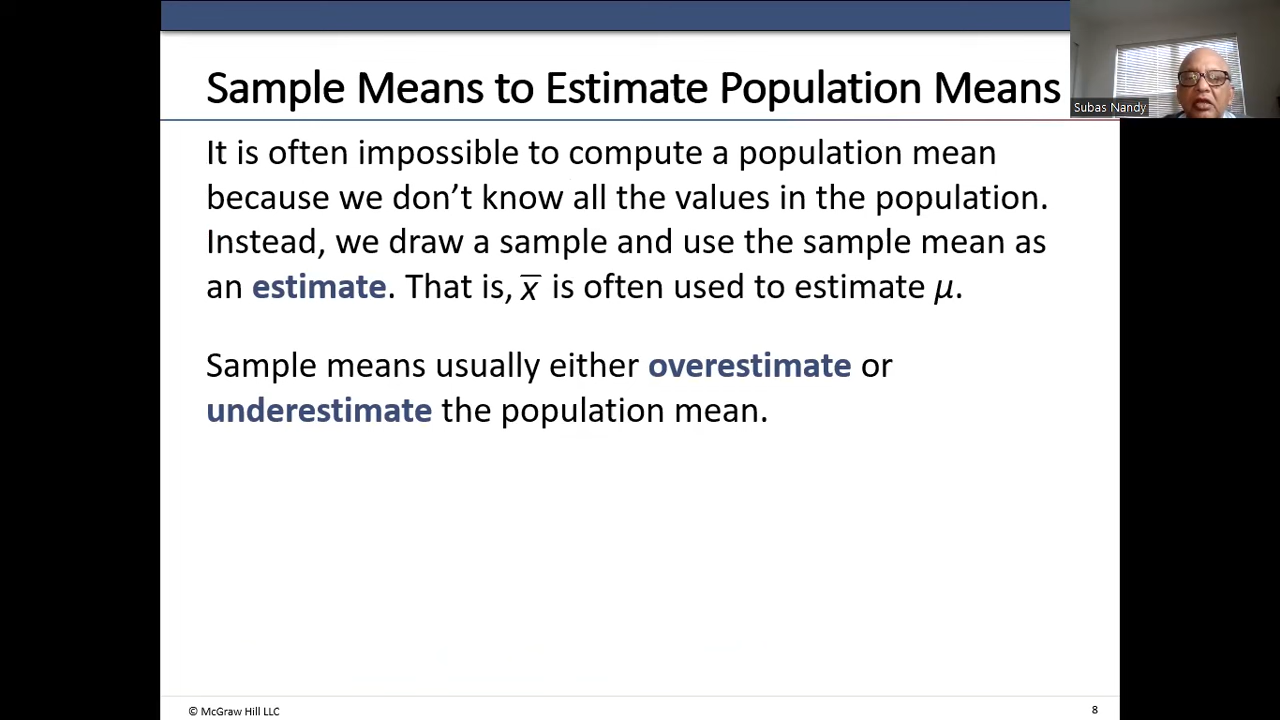 Sample Means to Estimate Population Means
Subas Nandy
It is often impossible to compute a population mean
because we don’t know all the values in the population.
Instead, we draw a sample and use the sample mean as
an estimate. That is, x̅ is often used to estimate μ.
Sample means usually either overestimate or
underestimate the population mean.
© McGraw Hill LLC
8